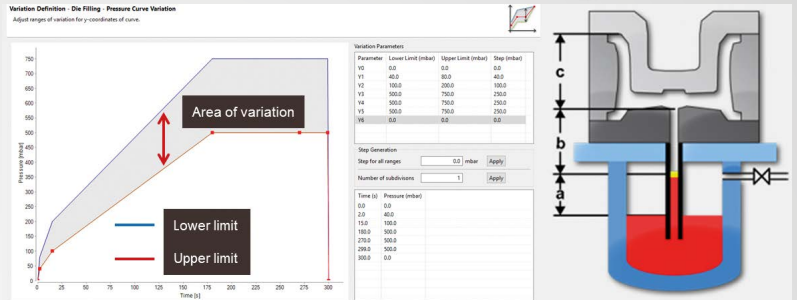 Variation Definition - Die Filling - Pressure Curve Variation
Adjust ranges of variation for y-coordinates of curve.
750
700
650
600
550
500
450
400
350
300
250
200
150
100
50
0
Pressure [mbar]
0 25 50 75 100 125 150 175 200 225 250 275 300
Time [s]
Area of variation
Lower limit
Upper limit
Variation Parameters
Parameter Lower Limit (mbar) Upper Limit (mbar) Step (mbar)
Y0 0.0 0.0 0.0
Y1 40.0 80.0 40.0
Y2 100.0 200.0 100.0
Y3 500.0 750.0 250.0
Y4 500.0 750.0 250.0
Y5 500.0 750.0 250.0
Y6 0.0 0.0 0.0
Step Generation
Step for all ranges 0.0 mbar Apply
Number of subdivisons 1 Apply
Time (s) Pressure (mbar)
0.0 0.0
2.0 40.0
15.0 100.0
180.0 500.0
270.0 500.0
299.0 500.0
300.0 0.0
c
b
a